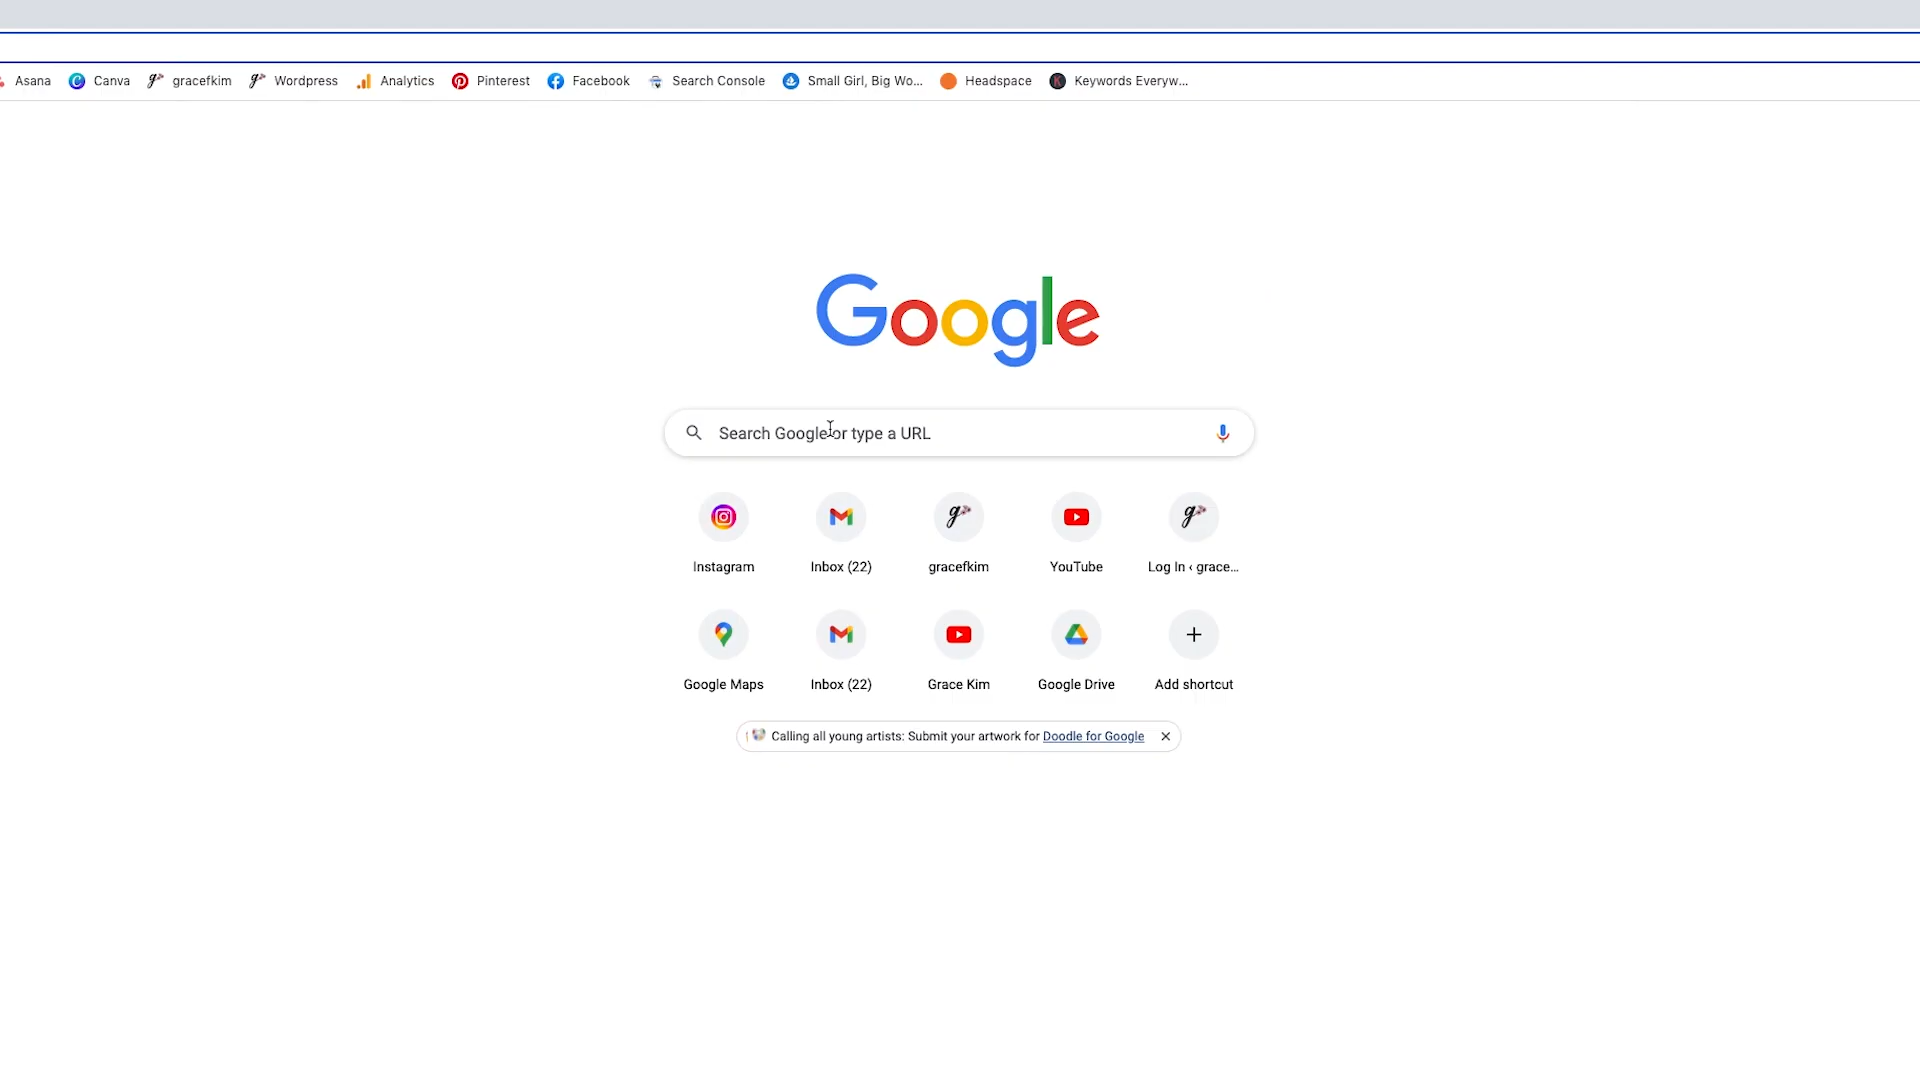 Asana Canva gracefkim Wordpress Analytics Pinterest Facebook Search Console Small Girl, Big Wo... Headspace Keywords Everyw...
Google
Search Google or type a URL
Instagram Inbox (22) gracefkim YouTube Log In ‹ grace...
Google Maps Inbox (22) Grace Kim Google Drive Add shortcut
Calling all young artists: Submit your artwork for Doodle for Google